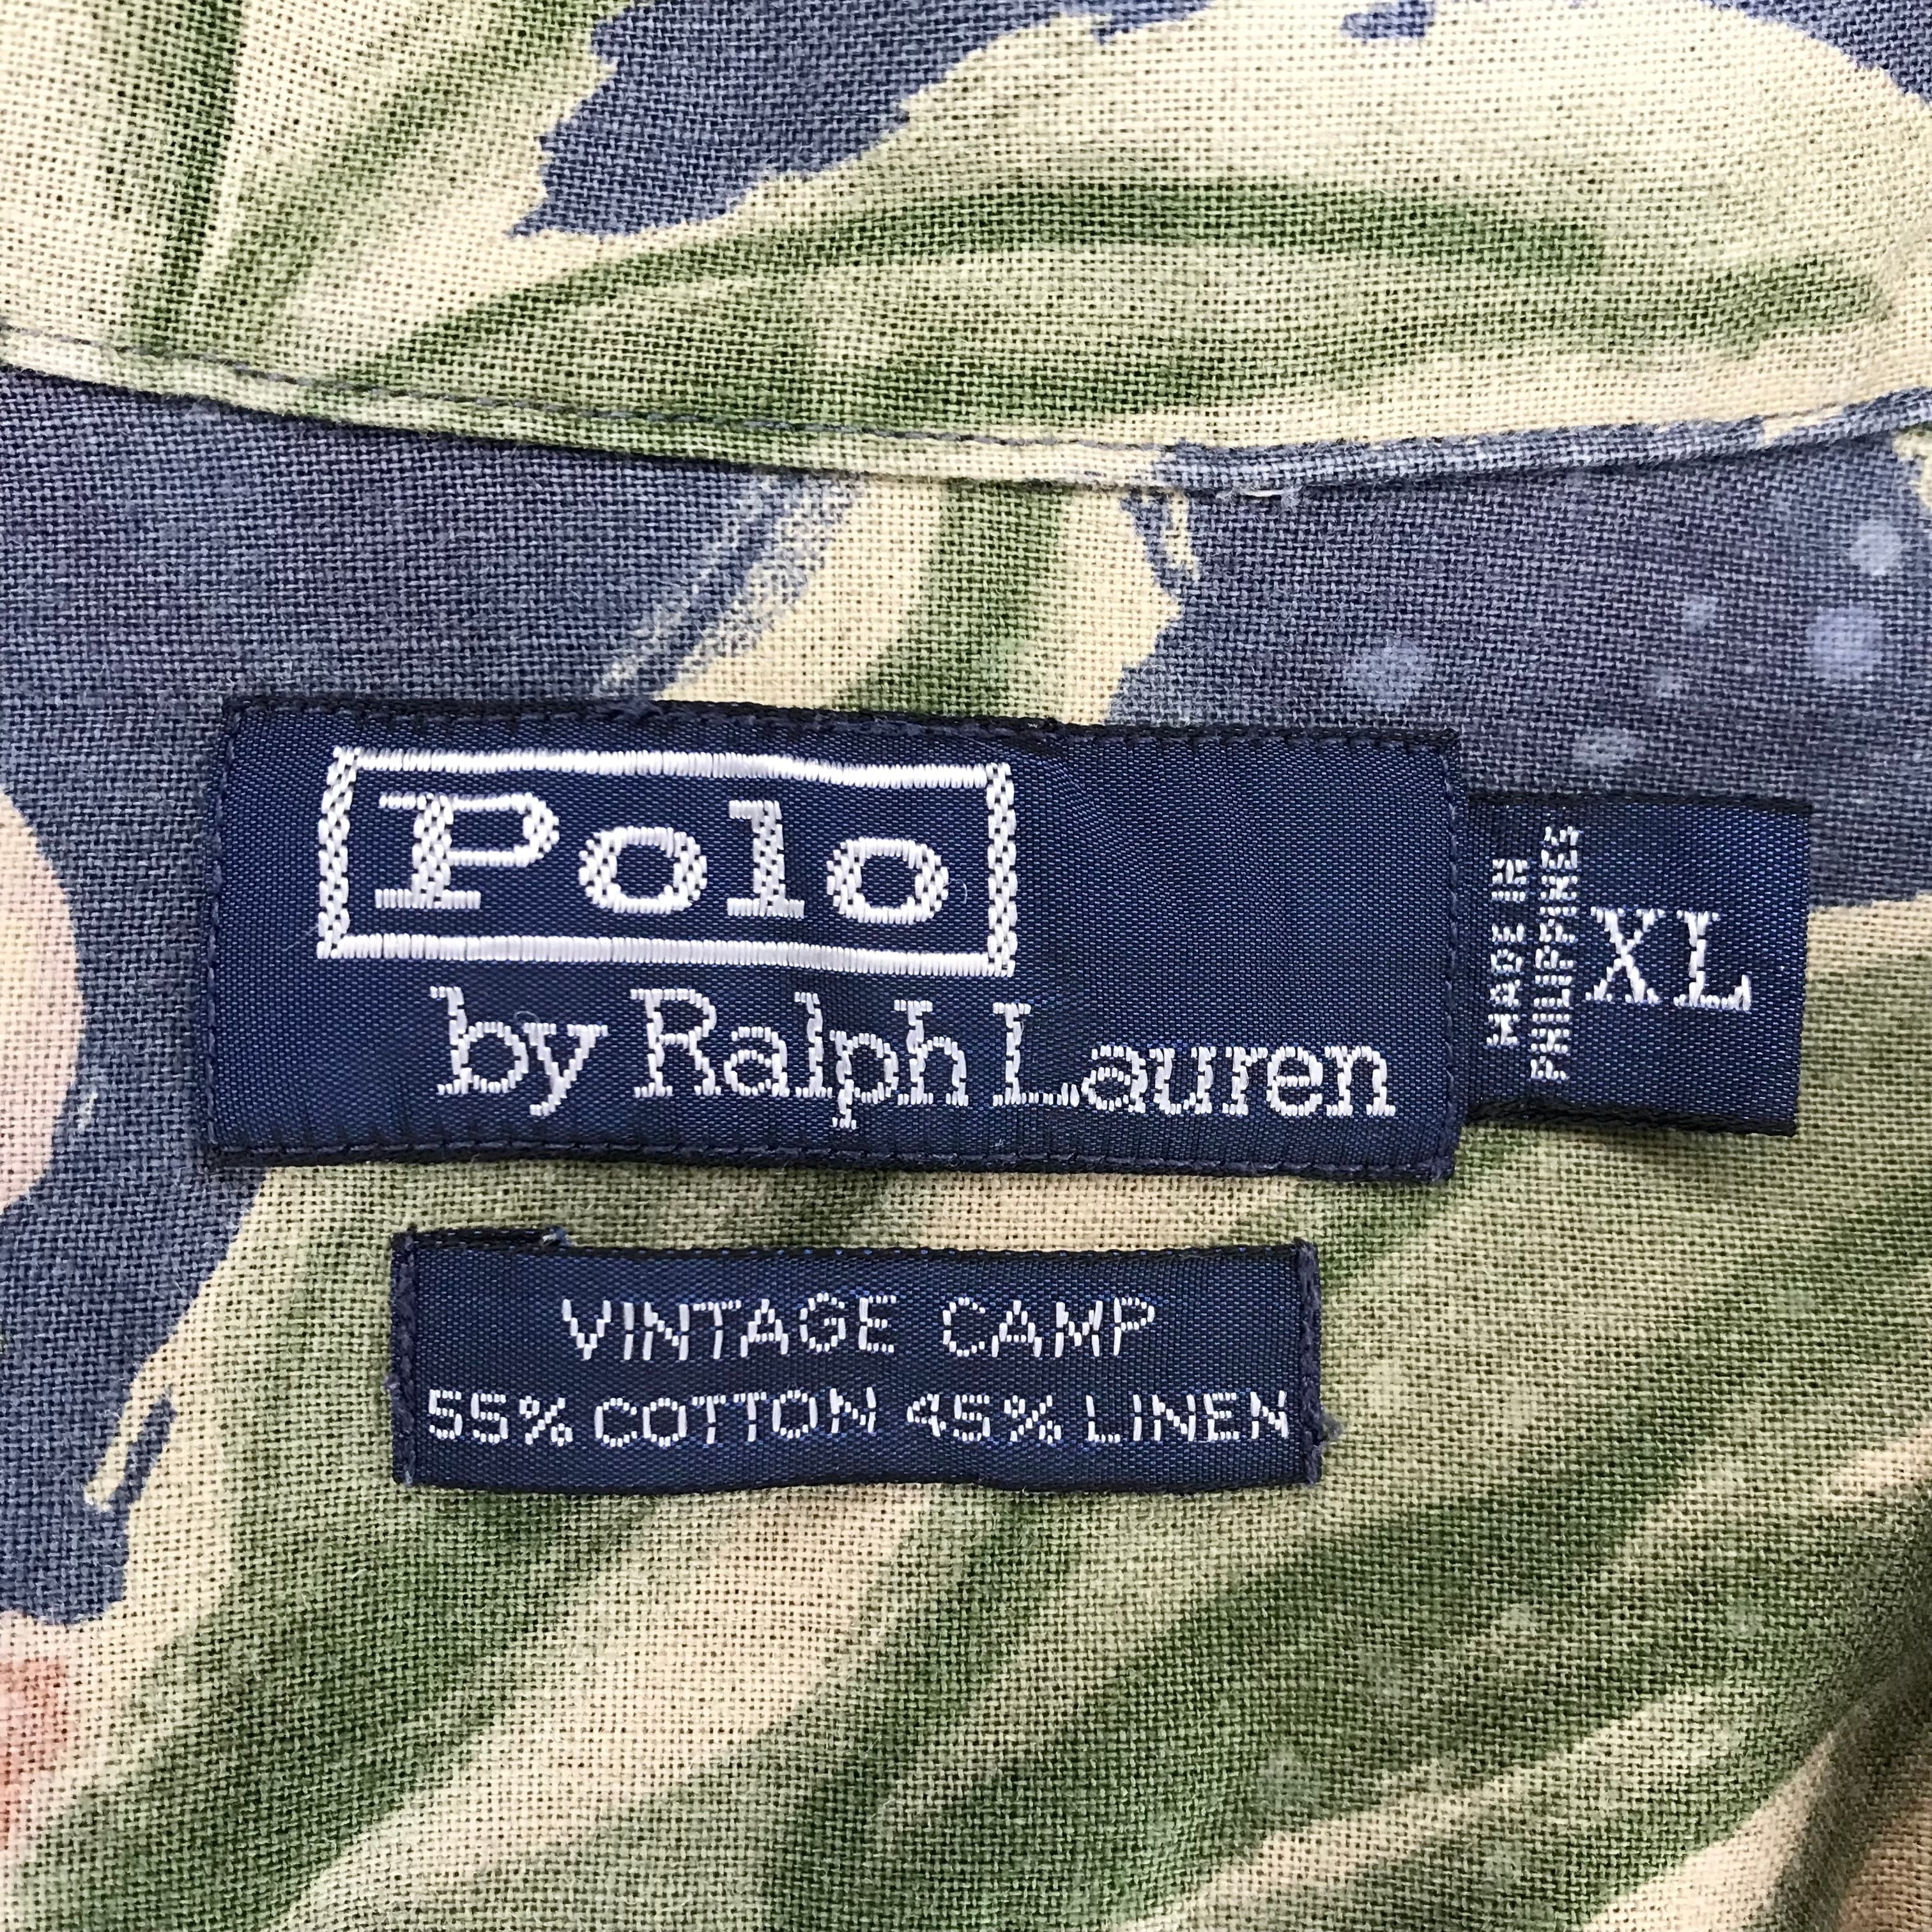 Polo
by Ralph Lauren
MADE IN
PHILIPPINES
XL
VINTAGE CAMP
55% COTTON 45% LINEN